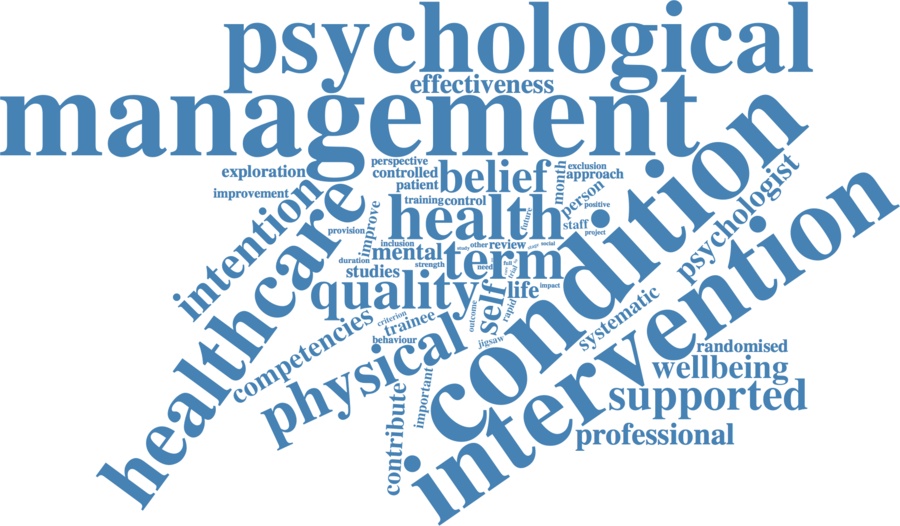 psychological
effectiveness
management
condition
exploration
perspective
controlled
exclusion
approach
improvement
patient
belief
month
person
psychologist
intention
healthcare
training
control
positive
health
future
staff
project
provision
improve
inclusion
mental
study
other
review
stage
social
intervention
duration
strength
term
need
full
trial
studies
quality
self
life
impact
rapid
outcome
systematic
criterion
trainee
competencies
behaviour
jigsaw
physical
randomised
important
wellbeing
contribute
supported
professional